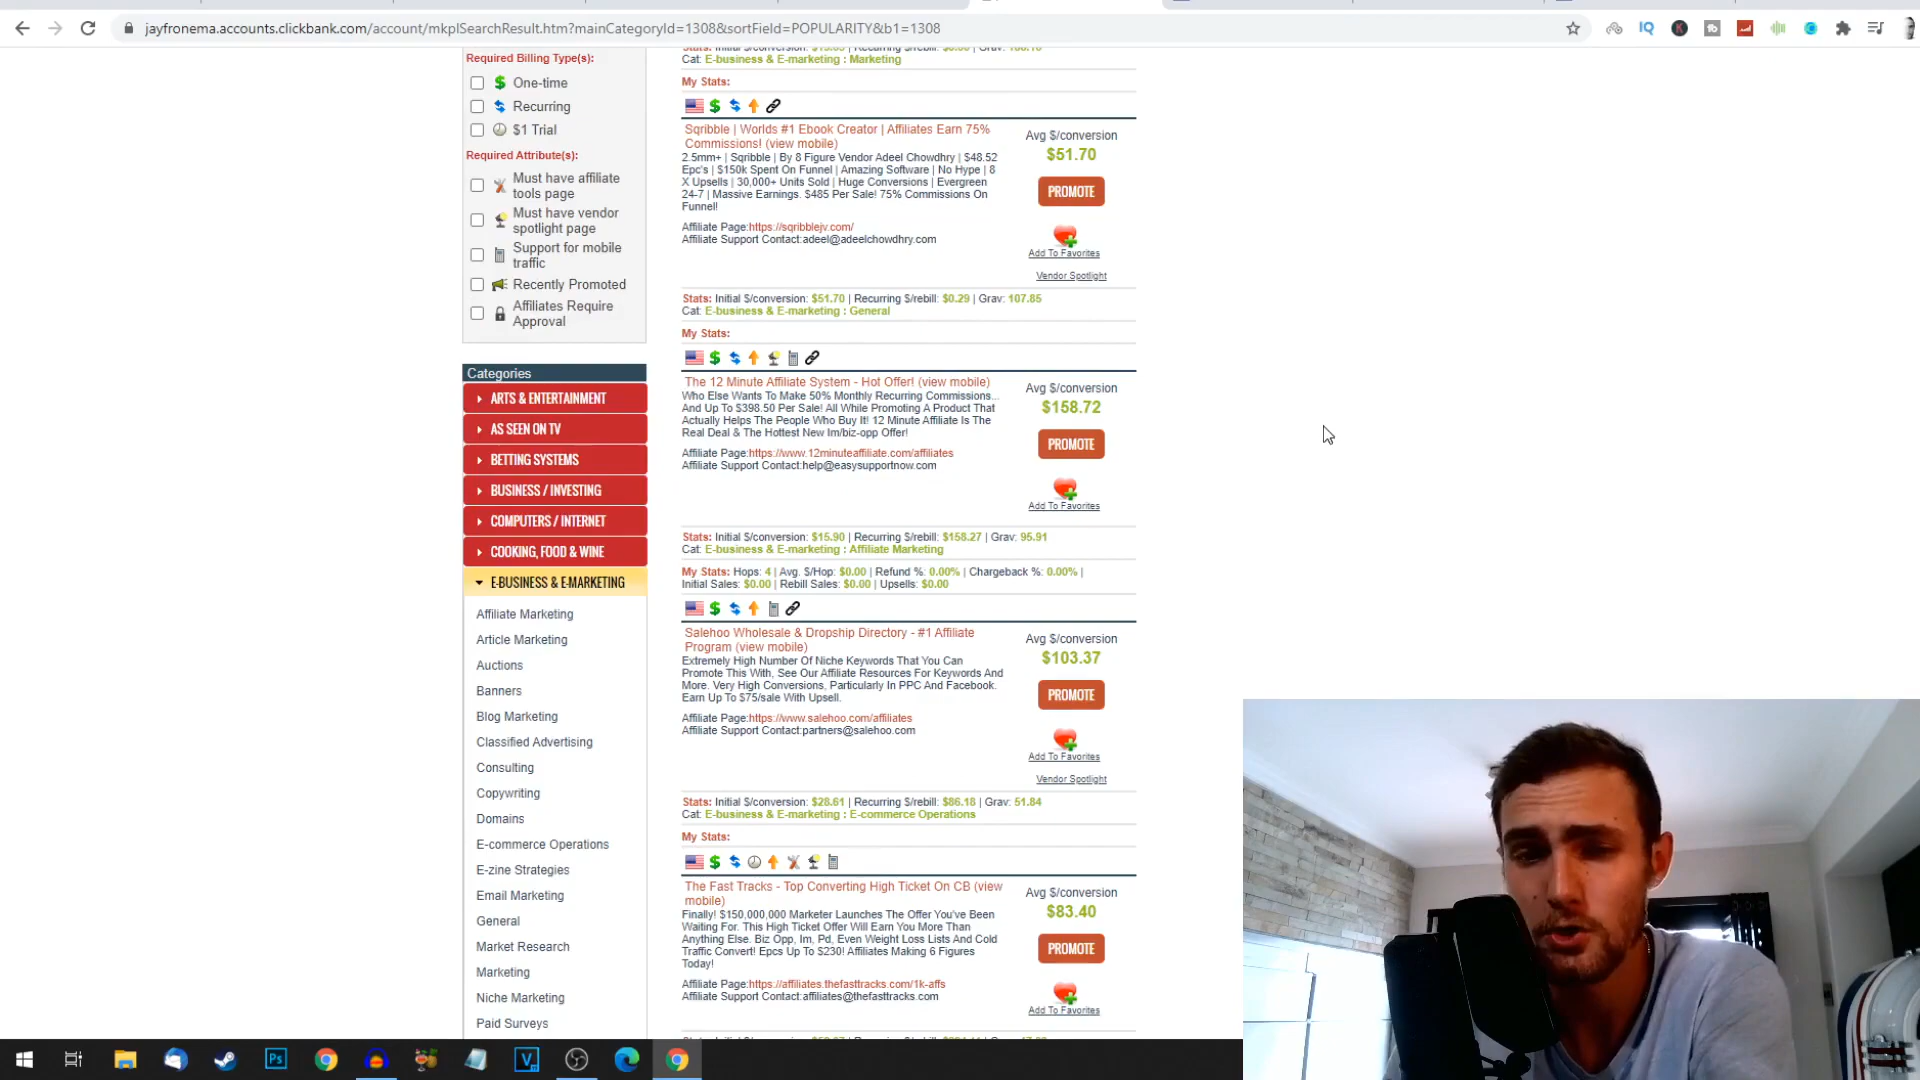 jayfronema.accounts.clickbank.com/account/mkplSearchResult.htm?mainCategoryId=1308&sortField=POPULARITY&b1=1308
Required Billing Type(s):
One-time
Recurring
$1 Trial
Required Attribute(s):
Must have affiliate
tools page
Must have vendor
spotlight page
Support for mobile
traffic
Recently Promoted
Affiliates Require
Approval
Categories
ARTS & ENTERTAINMENT
AS SEEN ON TV
BETTING SYSTEMS
BUSINESS / INVESTING
COMPUTERS / INTERNET
COOKING, FOOD & WINE
E-BUSINESS & E-MARKETING
Affiliate Marketing
Article Marketing
Auctions
Banners
Blog Marketing
Classified Advertising
Consulting
Copywriting
Domains
E-commerce Operations
E-zine Strategies
Email Marketing
General
Market Research
Marketing
Niche Marketing
Paid Surveys
Cat: E-business & E-marketing : Marketing
My Stats:
Sqribble | Worlds #1 Ebook Creator | Affiliates Earn 75%
Commissions! (view mobile)
2.5mm+ | Sqribble | By 8 Figure Vendor Adeel Chowdhry | $48.52
Epc's | $150k Spent On Funnel | Amazing Software | No Hype | 8
X Upsells | 30,000+ Units Sold | Huge Conversions | Evergreen
24-7 | Massive Earnings. $485 Per Sale! 75% Commissions On
Funnel!
Affiliate Page:https://sqribblejv.com/
Affiliate Support Contact:adeel@adeelchowdhry.com
Avg $/conversion
$51.70
PROMOTE
Add To Favorites
Vendor Spotlight
Stats: Initial $/conversion: $51.70 | Recurring $/rebill: $0.29 | Grav: 107.85
Cat: E-business & E-marketing : General
My Stats:
The 12 Minute Affiliate System - Hot Offer! (view mobile)
Who Else Wants To Make 50% Monthly Recurring Commissions...
And Up To $398.50 Per Sale! All While Promoting A Product That
Actually Helps The People Who Buy It! 12 Minute Affiliate Is The
Real Deal & The Hottest New Im/biz-opp Offer!
Affiliate Page:https://www.12minuteaffiliate.com/affiliates
Affiliate Support Contact:help@easysupportnow.com
Avg $/conversion
$158.72
PROMOTE
Add To Favorites
Stats: Initial $/conversion: $15.90 | Recurring $/rebill: $158.27 | Grav: 95.91
Cat: E-business & E-marketing : Affiliate Marketing
My Stats: Hops: 4 | Avg. $/Hop: $0.00 | Refund %: 0.00% | Chargeback %: 0.00% |
Initial Sales: $0.00 | Rebill Sales: $0.00 | Upsells: $0.00
Salehoo Wholesale & Dropship Directory - #1 Affiliate
Program (view mobile)
Extremely High Number Of Niche Keywords That You Can
Promote This With, See Our Affiliate Resources For Keywords And
More. Very High Conversions, Particularly In PPC And Facebook.
Earn Up To $75/sale With Upsell.
Affiliate Page:https://www.salehoo.com/affiliates
Affiliate Support Contact:partners@salehoo.com
Avg $/conversion
$103.37
PROMOTE
Add To Favorites
Vendor Spotlight
Stats: Initial $/conversion: $28.61 | Recurring $/rebill: $86.18 | Grav: 51.84
Cat: E-business & E-marketing : E-commerce Operations
My Stats:
The Fast Tracks - Top Converting High Ticket On CB (view
mobile)
Finally! $150,000,000 Marketer Launches The Offer You've Been
Waiting For. This High Ticket Offer Will Earn You More Than
Anything Else. Biz Opp, Im, Pd, Even Weight Loss Lists And Cold
Traffic Convert! Epcs Up To $230! Affiliates Making 6 Figures
Today!
Affiliate Page:https://affiliates.thefasttracks.com/1k-affs
Affiliate Support Contact:affiliates@thefasttracks.com
Avg $/conversion
$83.40
PROMOTE
Add To Favorites